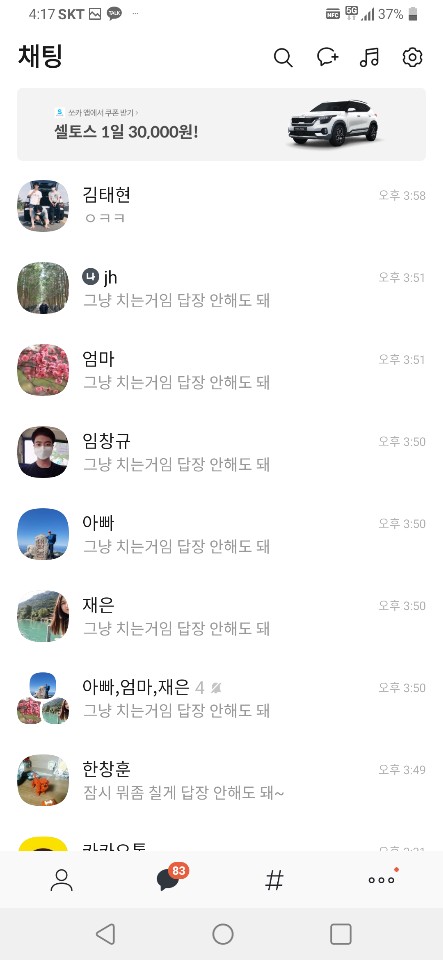 4:17 SKT TALK ··· NFC 5G 37%
채팅
쏘카 앱에서 쿠폰 받기 ›
셀토스 1일 30,000원!
김태현 오후 3:58
ㅇㅋㅋ
나 jh 오후 3:51
그냥 치는거임 답장 안해도 돼
엄마 오후 3:51
그냥 치는거임 답장 안해도 돼
임창규 오후 3:50
그냥 치는거임 답장 안해도 돼
아빠 오후 3:50
그냥 치는거임 답장 안해도 돼
재은 오후 3:50
그냥 치는거임 답장 안해도 돼
아빠,엄마,재은 4 오후 3:50
그냥 치는거임 답장 안해도 돼
한창훈 오후 3:49
잠시 뭐좀 칠게 답장 안해도 돼~
83
#